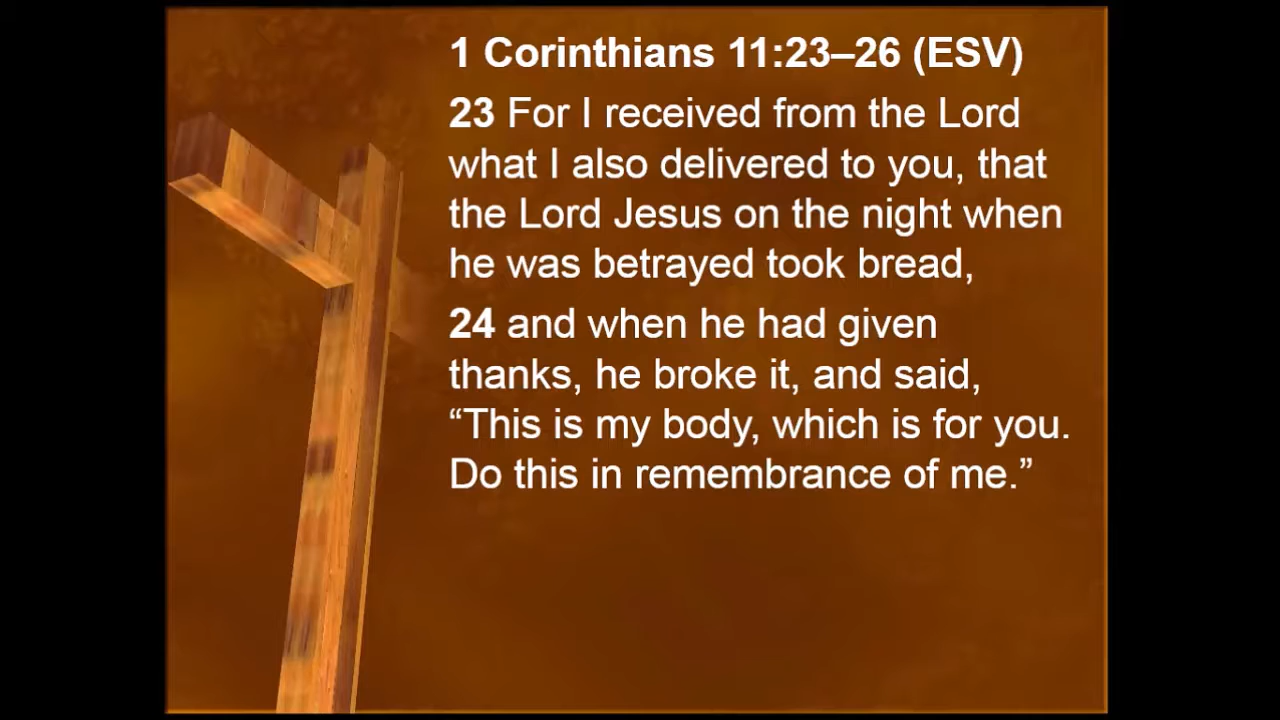 1 Corinthians 11:23–26 (ESV)
23 For I received from the Lord
what I also delivered to you, that
the Lord Jesus on the night when
he was betrayed took bread,
24 and when he had given
thanks, he broke it, and said,
“This is my body, which is for you.
Do this in remembrance of me.”